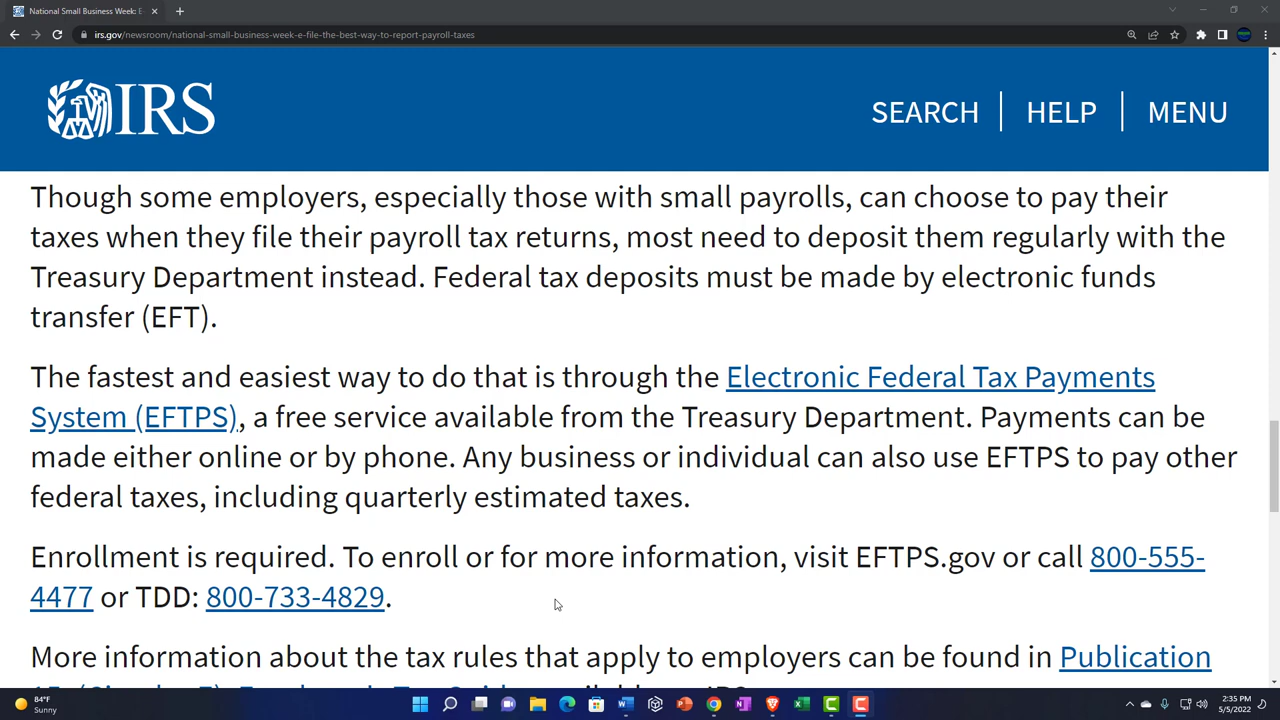 National Small Business Week: E
irs.gov/newsroom/national-small-business-week-e-file-the-best-way-to-report-payroll-taxes
IRS
SEARCH
HELP
MENU
Though some employers, especially those with small payrolls, can choose to pay their
taxes when they file their payroll tax returns, most need to deposit them regularly with the
Treasury Department instead. Federal tax deposits must be made by electronic funds
transfer (EFT).
The fastest and easiest way to do that is through the Electronic Federal Tax Payments
System (EFTPS), a free service available from the Treasury Department. Payments can be
made either online or by phone. Any business or individual can also use EFTPS to pay other
federal taxes, including quarterly estimated taxes.
Enrollment is required. To enroll or for more information, visit EFTPS.gov or call 800-555-
4477 or TDD: 800-733-4829.
More information about the tax rules that apply to employers can be found in Publication
84°F
Sunny
2:35 PM
5/5/2022